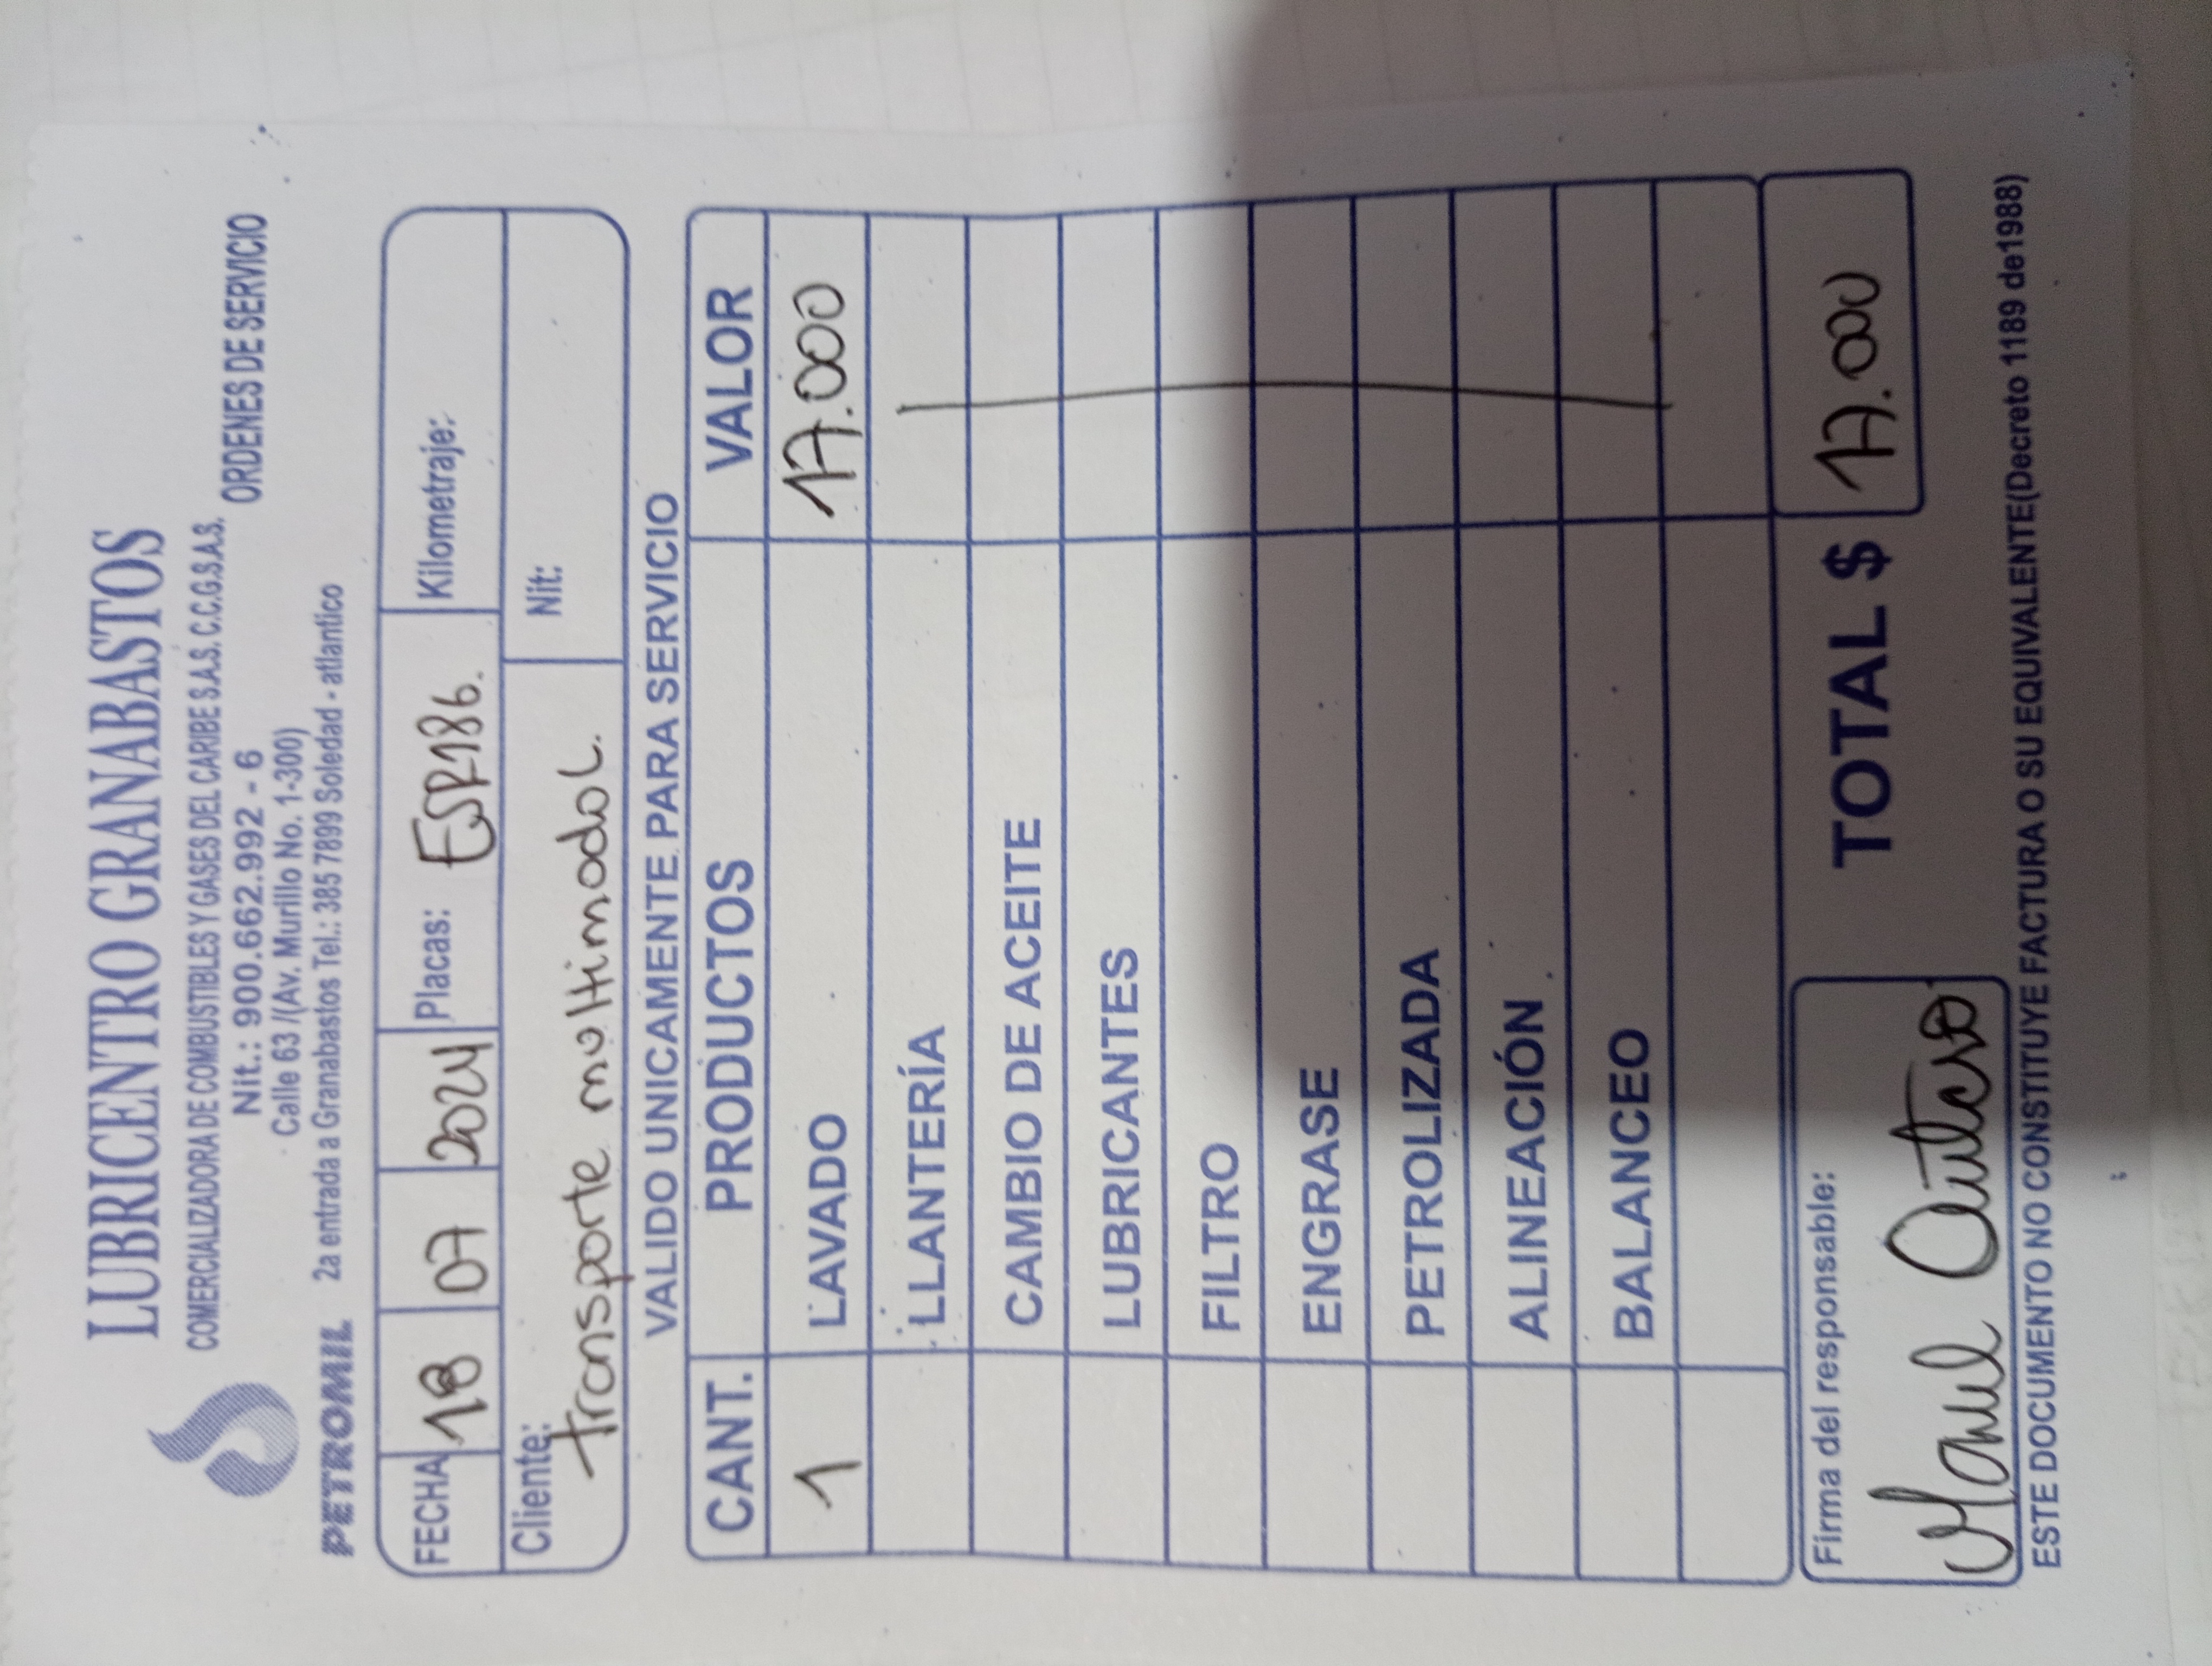 LUBRICENTRO GRANABASTOS
COMERCIALIZADORA DE COMBUSTIBLES Y GASES DEL CARIBE S.A.S. C.C.G.S.A.S.
Nit.: 900.662.992 - 6
ORDENES DE SERVICIO
Calle 63 /(Av. Murillo No. 1-300)
PETROMIL 2a entrada a Granabastos Tel.: 385 7899 Soledad - atlantico
FECHA 18 07 2024 Placas: ESR186. Kilometraje:
Cliente: transporte multimodal. Nit:
VALIDO UNICAMENTE PARA SERVICIO
CANT. PRODUCTOS VALOR
1 LAVADO 17.000
LLANTERÍA
CAMBIO DE ACEITE
LUBRICANTES
FILTRO
ENGRASE
PETROLIZADA
ALINEACIÓN
BALANCEO
Firma del responsable: TOTAL $ 17.000
Manuel
ESTE DOCUMENTO NO CONSTITUYE FACTURA O SU EQUIVALENTE(Decreto 1189 de1988)